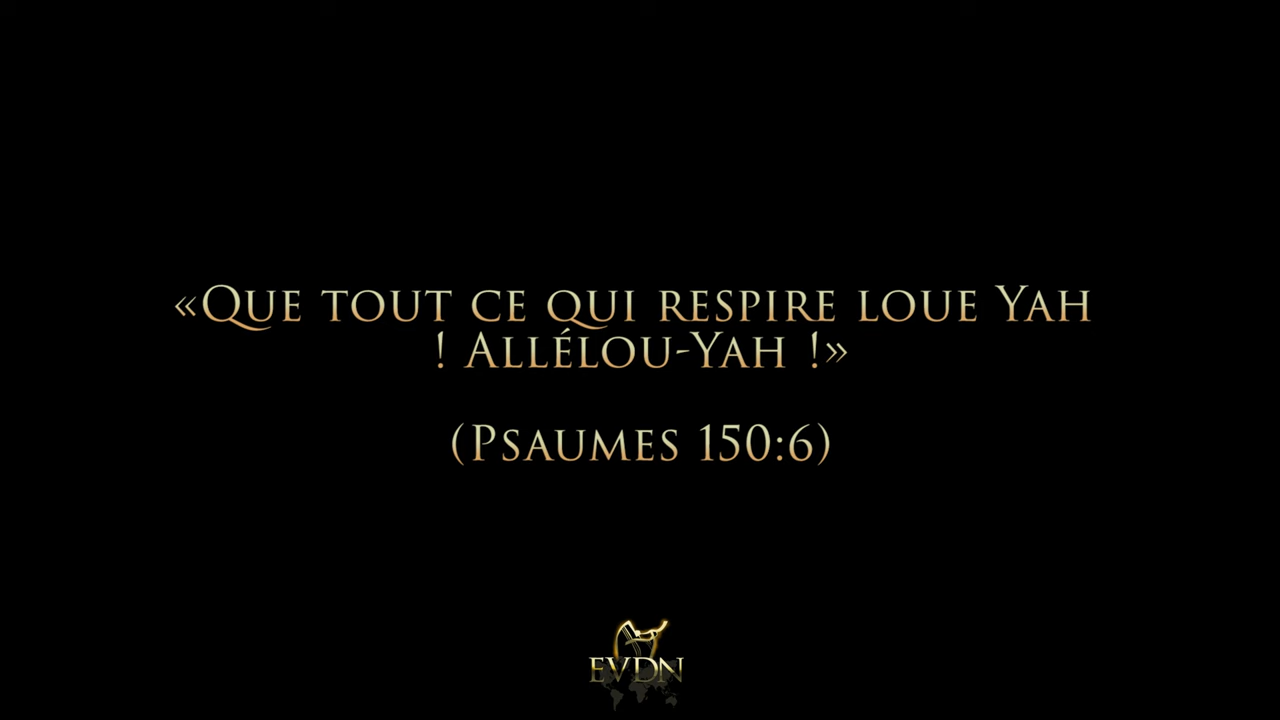 «Que tout ce qui respire loue Yah
! Allélou-Yah !»
(Psaumes 150:6)
EVDN